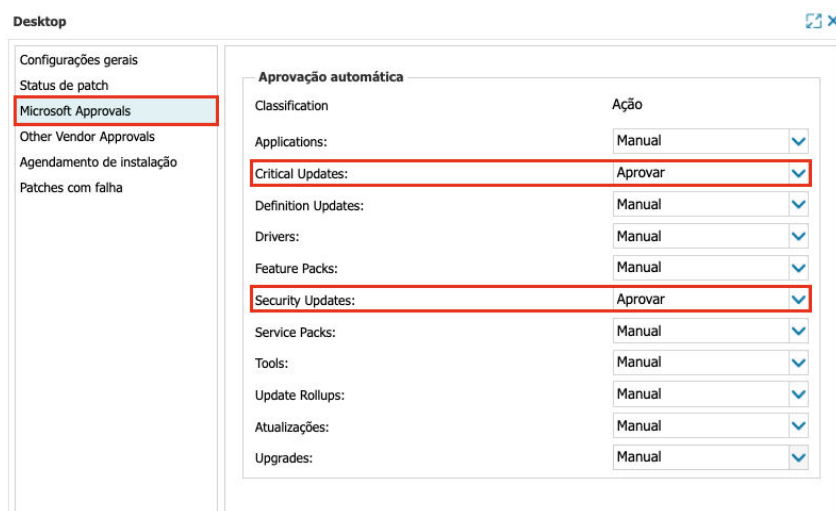 Desktop
Configurações gerais
Status de patch
Microsoft Approvals
Other Vendor Approvals
Agendamento de instalação
Patches com falha
Aprovação automática
Classification Ação
Applications: Manual
Critical Updates: Aprovar
Definition Updates: Manual
Drivers: Manual
Feature Packs: Manual
Security Updates: Aprovar
Service Packs: Manual
Tools: Manual
Update Rollups: Manual
Atualizações: Manual
Upgrades: Manual